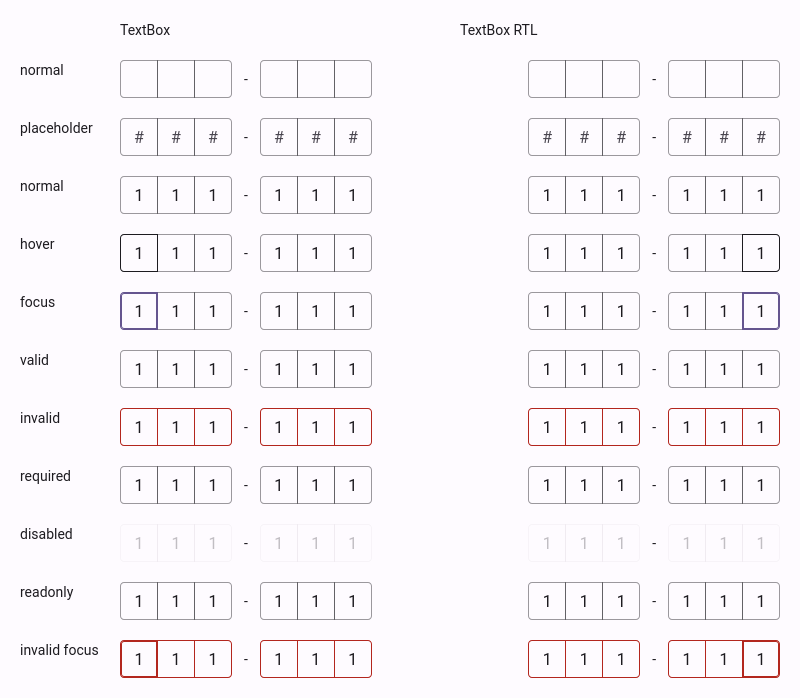 TextBox TextBox RTL
normal - -
placeholder # # # - # # # # # # - # # #
normal 1 1 1 - 1 1 1 1 1 1 - 1 1 1
hover 1 1 1 - 1 1 1 1 1 1 - 1 1 1
focus 1 1 1 - 1 1 1 1 1 1 - 1 1 1
valid 1 1 1 - 1 1 1 1 1 1 - 1 1 1
invalid 1 1 1 - 1 1 1 1 1 1 - 1 1 1
required 1 1 1 - 1 1 1 1 1 1 - 1 1 1
disabled 1 1 1 - 1 1 1 1 1 1 - 1 1 1
readonly 1 1 1 - 1 1 1 1 1 1 - 1 1 1
invalid focus 1 1 1 - 1 1 1 1 1 1 - 1 1 1